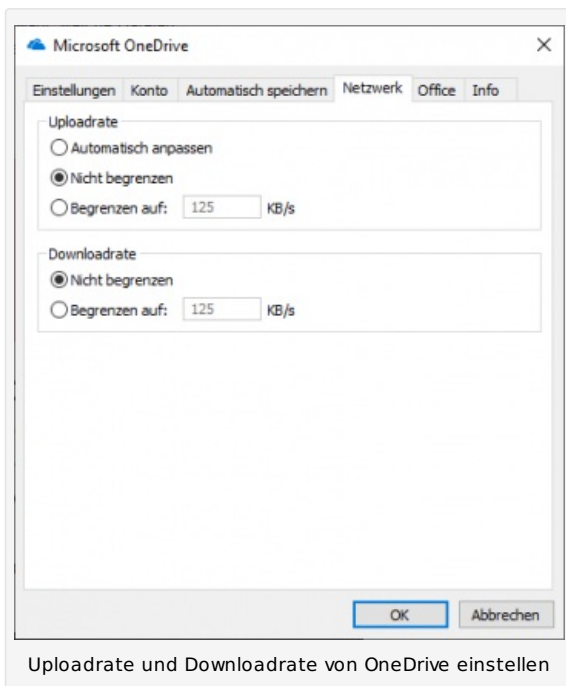 Microsoft OneDrive
Einstellungen Konto Automatisch speichern Netzwerk Office Info
Uploadrate
Automatisch anpassen
Nicht begrenzen
Begrenzen auf: 125 KB/s
Downloadrate
Nicht begrenzen
Begrenzen auf: 125 KB/s
OK Abbrechen
Uploadrate und Downloadrate von OneDrive einstellen